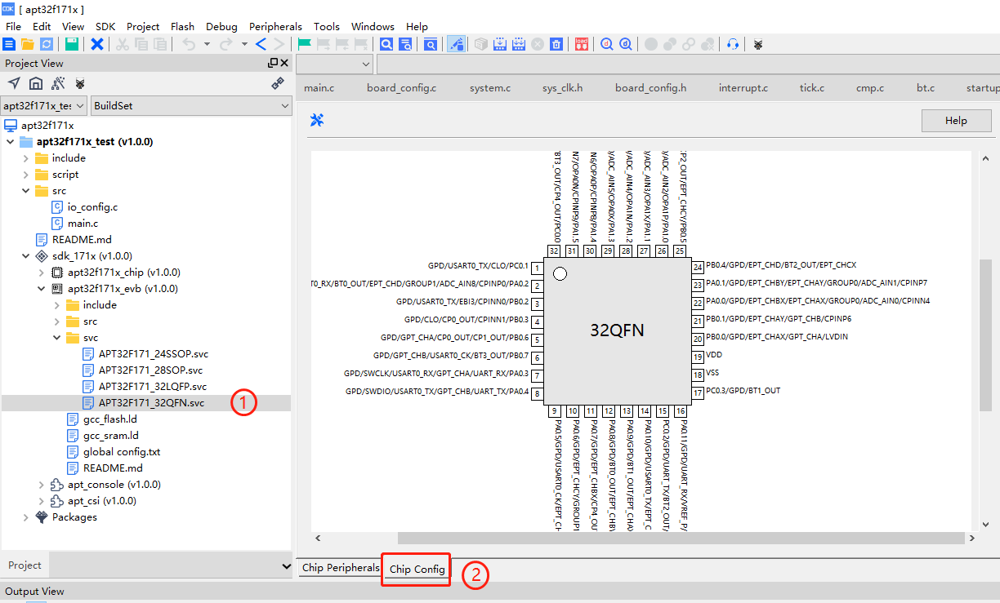 CDK [ apt32f171x ]
File Edit View SDK Project Flash Debug Peripherals Tools Windows Help
Project View
main.c board_config.c system.c sys_clk.h board_config.h interrupt.c tick.c cmp.c bt.c startup
apt32f171x_te BuildSet
Help
apt32f171x
apt32f171x_test (v1.0.0)
include
script
src
io_config.c
main.c
README.md
sdk_171x (v1.0.0)
apt32f171x_chip (v1.0.0)
apt32f171x_evb (v1.0.0)
include
src
svc
APT32F171_24SSOP.svc
APT32F171_28SOP.svc
APT32F171_32LQFP.svc
APT32F171_32QFN.svc
1
gcc_flash.ld
gcc_sram.ld
global config.txt
README.md
apt_console (v1.0.0)
apt_csi (v1.0.0)
Packages
Project
Output View
/BT3_OUT/CP4_OUT/PC0.0
N7/OPA0N/CPINP9/PA1.5
N6/OPA0P/CPINP8/PA1.4
/ADC_AIN5/OPA0X/PA1.3
/ADC_AIN4/OPA1N/PA1.2
/ADC_AIN3/OPA1X/PA1.1
/ADC_AIN2/OPA1P/PA1.0
CP2_OUT/EPT_CHCY/PB0.5
32 31 30 29 28 27 26 25
GPD/USART0_TX/CLO/PC0.1 1
T0_RX/BT0_OUT/EPT_CHD/GROUP1/ADC_AIN8/CPINP0/PA0.2 2
GPD/USART0_TX/EBI3/CPINN0/PB0.2 3
GPD/CLO/CP0_OUT/CPINN1/PB0.3 4
GPD/GPT_CHA/CP0_OUT/CP1_OUT/PB0.6 5
GPD/GPT_CHB/USART0_CK/BT3_OUT/PB0.7 6
GPD/SWCLK/USART0_RX/GPT_CHA/UART_RX/PA0.3 7
GPD/SWDIO/USART0_TX/GPT_CHB/UART_TX/PA0.4 8
32QFN
24 PB0.4/GPD/EPT_CHD/BT2_OUT/EPT_CHCX
23 PA0.1/GPD/EPT_CHBY/EPT_CHAY/GROUP0/ADC_AIN1/CPINP7
22 PA0.0/GPD/EPT_CHBX/EPT_CHAX/GROUP0/ADC_AIN0/CPINN4
21 PB0.1/GPD/EPT_CHAY/GPT_CHB/CPINP6
20 PB0.0/GPD/EPT_CHAX/GPT_CHA/LVDIN
19 VDD
18 VSS
17 PC0.3/GPD/BT1_OUT
9 10 11 12 13 14 15 16
PA0.5/GPD/USART0_CK/EPT_CH
PA0.6/GPD/EPT_CHCY/GROUP1
PA0.7/GPD/EPT_CHBX/CP4_OU
PA0.8/GPD/BT0_OUT/EPT_CHBY
PA0.9/GPD/BT1_OUT/EPT_CHAX
PA0.10/GPD/USART0_TX/EPT_C
PC0.2/GPD/UART_TX/BT2_OUT/
PA0.11/GPD/UART_RX/VREF_P/
Chip Peripherals Chip Config 2